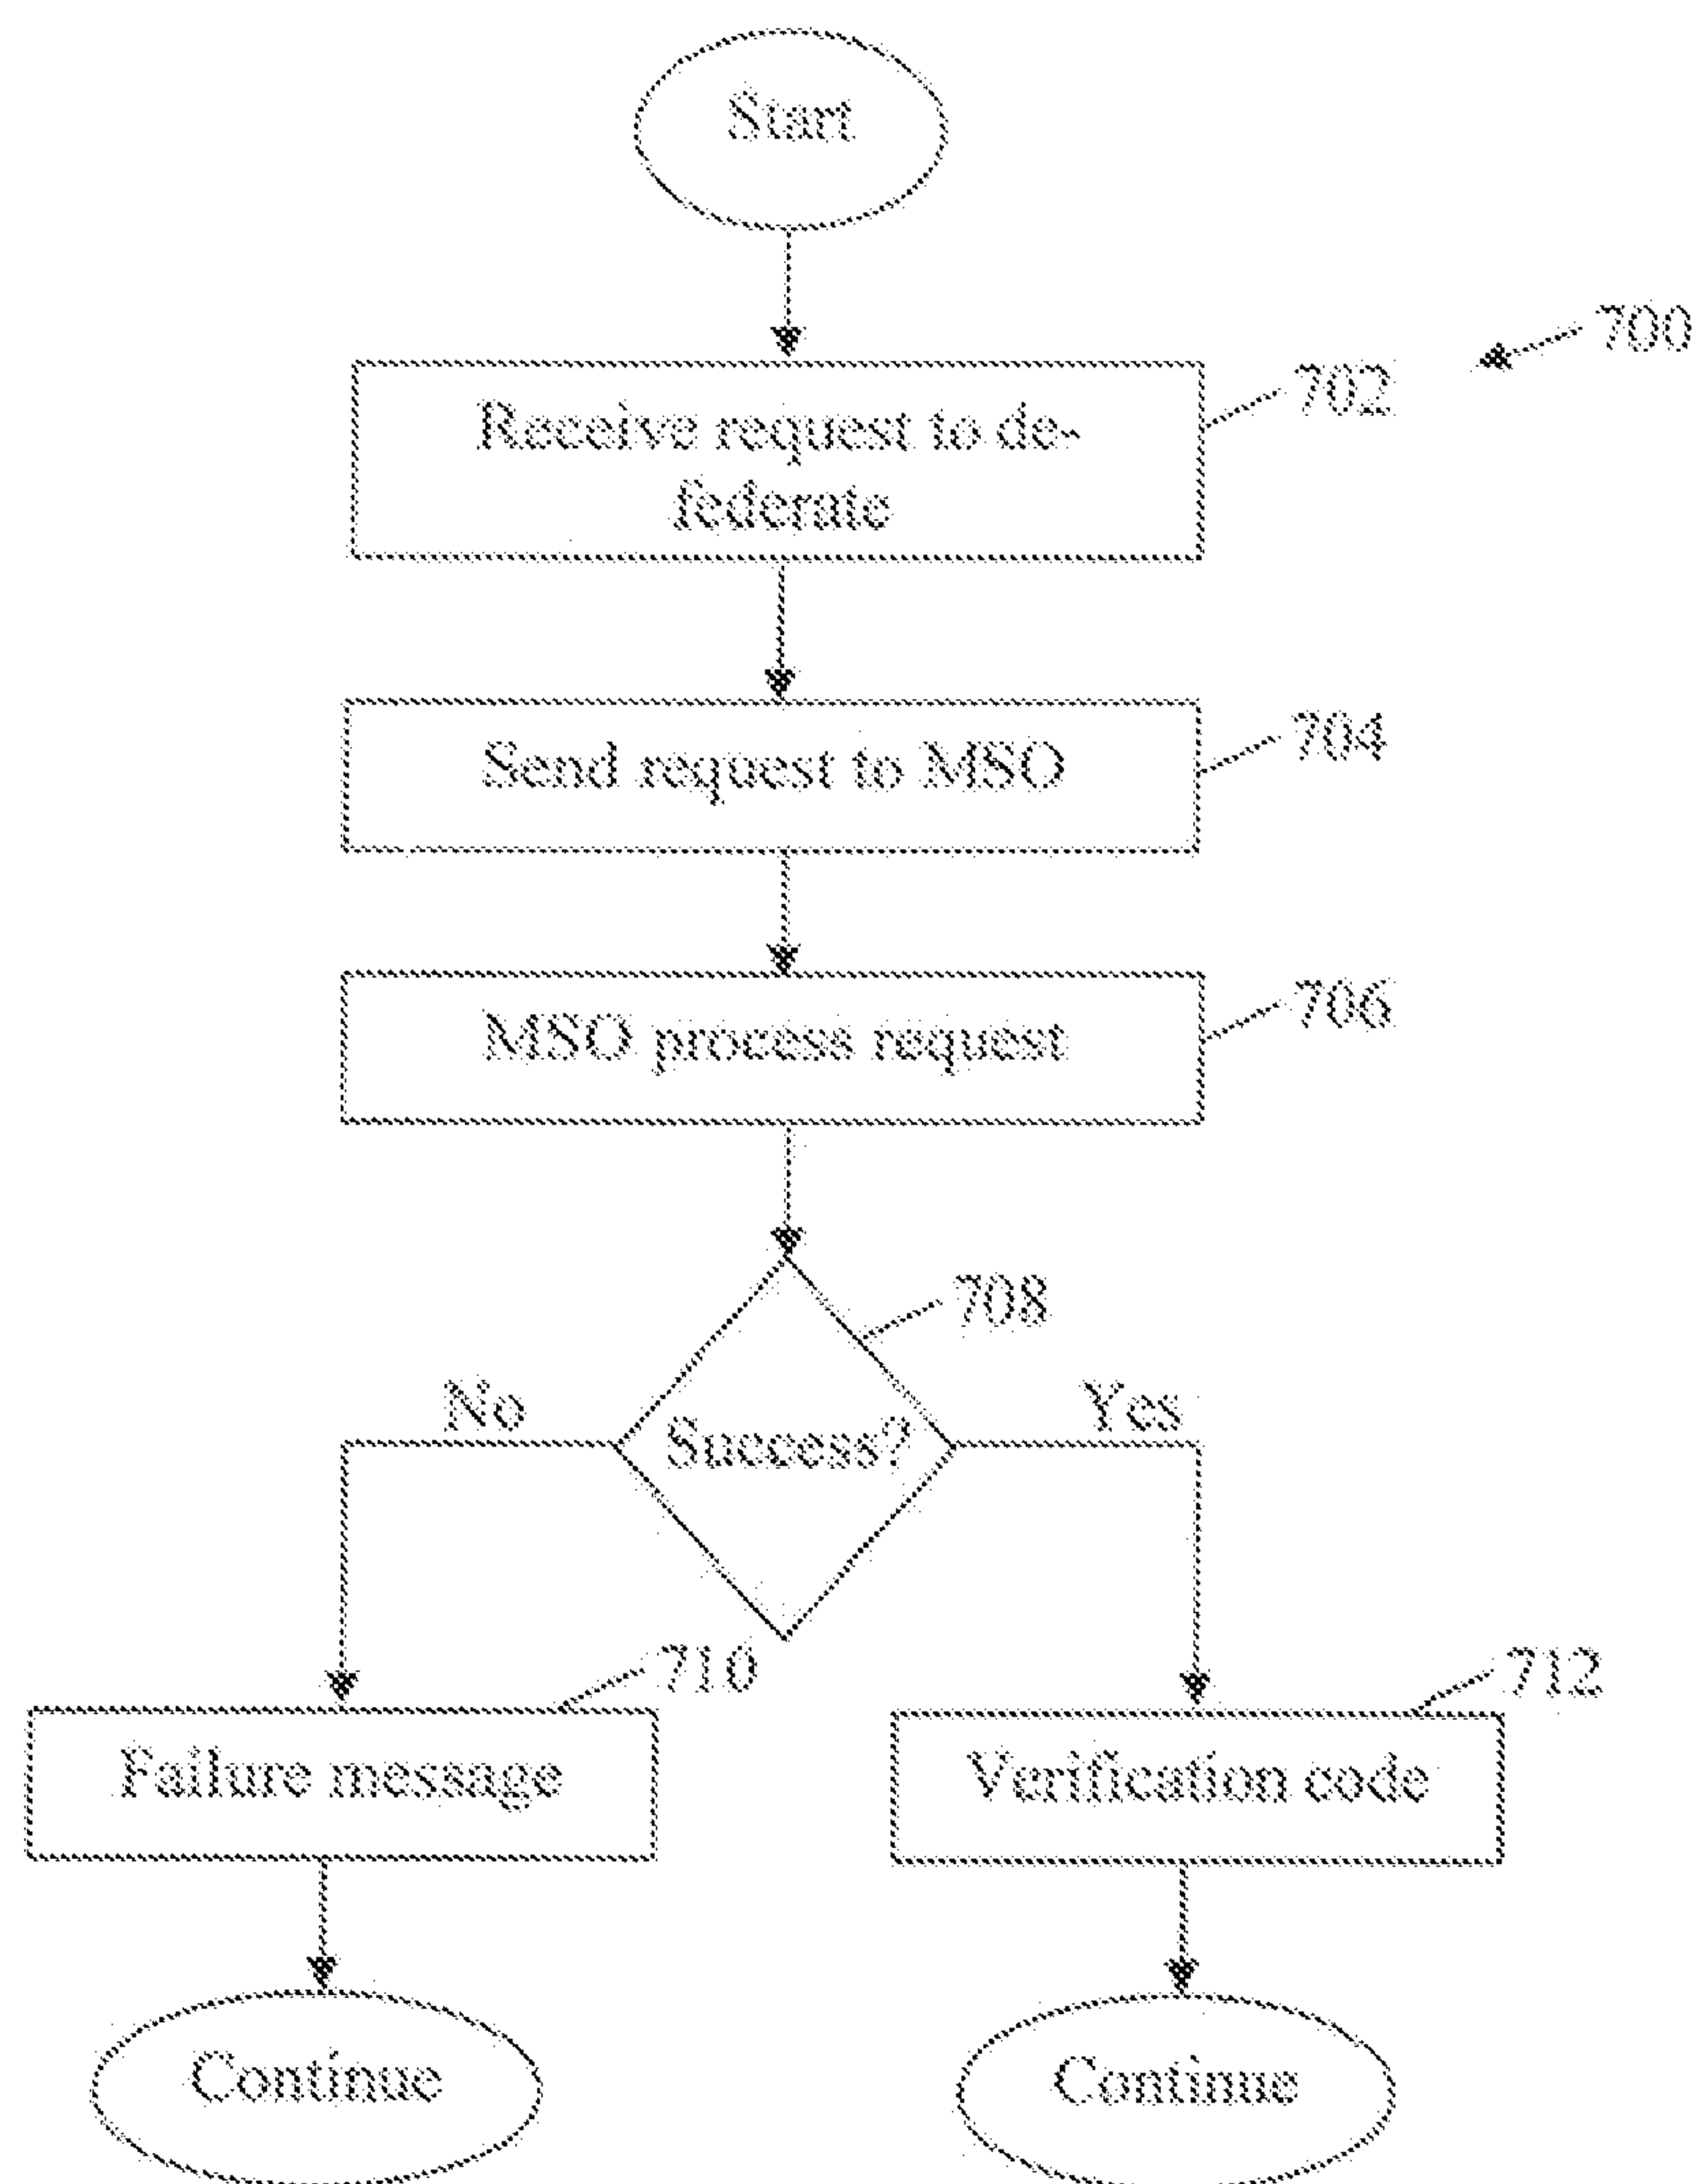 Start
700
702
Receive request to de-
federate
704
Send request to MSO
706
MSO process request
708
No
Yes
Success?
710
712
Failure message
Verification code
Continue
Continue